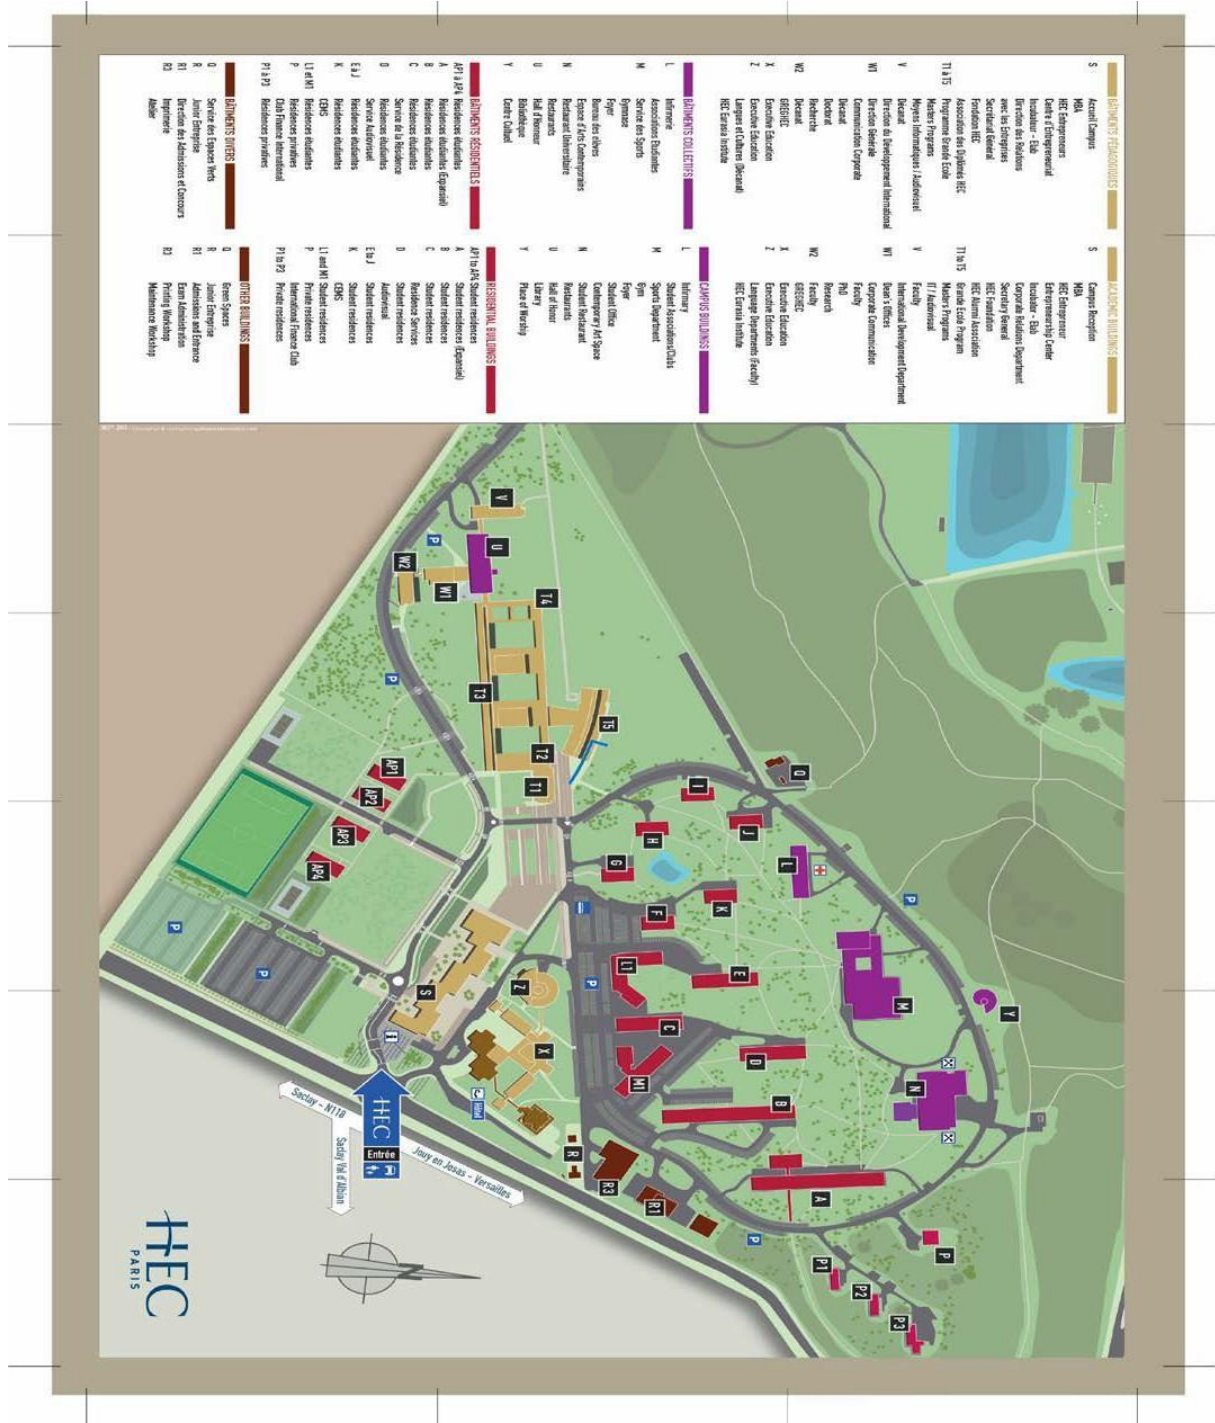 BÂTIMENTS PÉDAGOGIQUES
S Accueil Campus
MBA
HEC Entrepreneurs
Centre d'Entrepreneuriat
Incubateur - Elab
Direction des Relations
avec les Entreprises
Secrétariat Général
Fondation HEC
Association des Diplômés HEC
T1 à T5 Programme Grande Ecole
Masters Programs
Moyens Informatiques / Audiovisuel
V Décanat
Direction du Développement International
W1 Direction Générale
Communication Corporate
Décanat
Doctorat
Recherche
W2 Décanat
GREGHEC
X Executive Education
Z Executive Education
Langues et Cultures (Décanat)
HEC Eurasia Institute
BÂTIMENTS COLLECTIFS
L Infirmerie
Associations Etudiantes
M Service des Sports
Gymnase
Foyer
Bureau des élèves
Espace d'Arts Contemporains
N Restaurant Universitaire
Restaurants
U Hall d'Honneur
Bibliothèque
Y Centre Cultuel
BÂTIMENTS RÉSIDENTIELS
AP1 à AP4 Résidences étudiantes
A Résidences étudiantes (Expansiel)
B Résidences étudiantes
C Résidences étudiantes
Service de la Résidence
D Résidences étudiantes
Service Audiovisuel
E à J Résidences étudiantes
K Résidences étudiantes
CEMS
L1 et M1 Résidences étudiantes
P Résidences privatives
Club Finance International
P1 à P3 Résidences privatives
BÂTIMENTS DIVERS
Q Service des Espaces Verts
R Junior Entreprise
R1 Direction des Admissions et Concours
R3 Imprimerie
Atelier
ACADEMIC BUILDINGS
S Campus Reception
MBA
HEC Entrepreneur
Entrepreneurship Center
Incubator - Elab
Corporate Relations Department
Secretary General
HEC Foundation
HEC Alumni Association
T1 to T5 Grande Ecole Program
Masters Programs
IT / Audiovisual
V Faculty
International Development Department
W1 Dean's Offices
Corporate Communication
Faculty
PhD
Research
W2 Faculty
GREGHEC
X Executive Education
Z Executive Education
Language Departments (Faculty)
HEC Eurasia Institute
CAMPUS BUILDINGS
L Infirmary
Student Associations/Clubs
M Sports Department
Gym
Foyer
Student Office
Contemporary Art Space
N Student Restaurant
Restaurants
U Hall of Honor
Library
Y Place of Worship
RESIDENTIAL BUILDINGS
AP1 to AP4 Student residences
A Student residences (Expansiel)
B Student residences
C Student residences
Residence Services
D Student residences
Audiovisual
E to J Student residences
K Student residences
CEMS
L1 and M1 Student residences
P Private residences
International Finance Club
P1 to P3 Private residences
OTHER BUILDINGS
Q Green Spaces
R Junior Entreprise
R1 Admissions and Entrance
Exam Administration
R3 Printing Workshop
Maintenance Workshop
Y
P
M
N
P
P3
P2
P1
Q
L
A
J
K
E
D
B
P
I
H
F
C
G
L1
M1
R1
T5
P
R3
R
T4
T2
T1
X
Z
V
U
T3
Hôtel
W1
P
W2
S
i
P
AP1
AP2
AP3
AP4
P
P
HEC
Entrée
Jouy en Josas - Versailles
Saclay Val d'Albian
Saclay - N118
N
HEC
PARIS